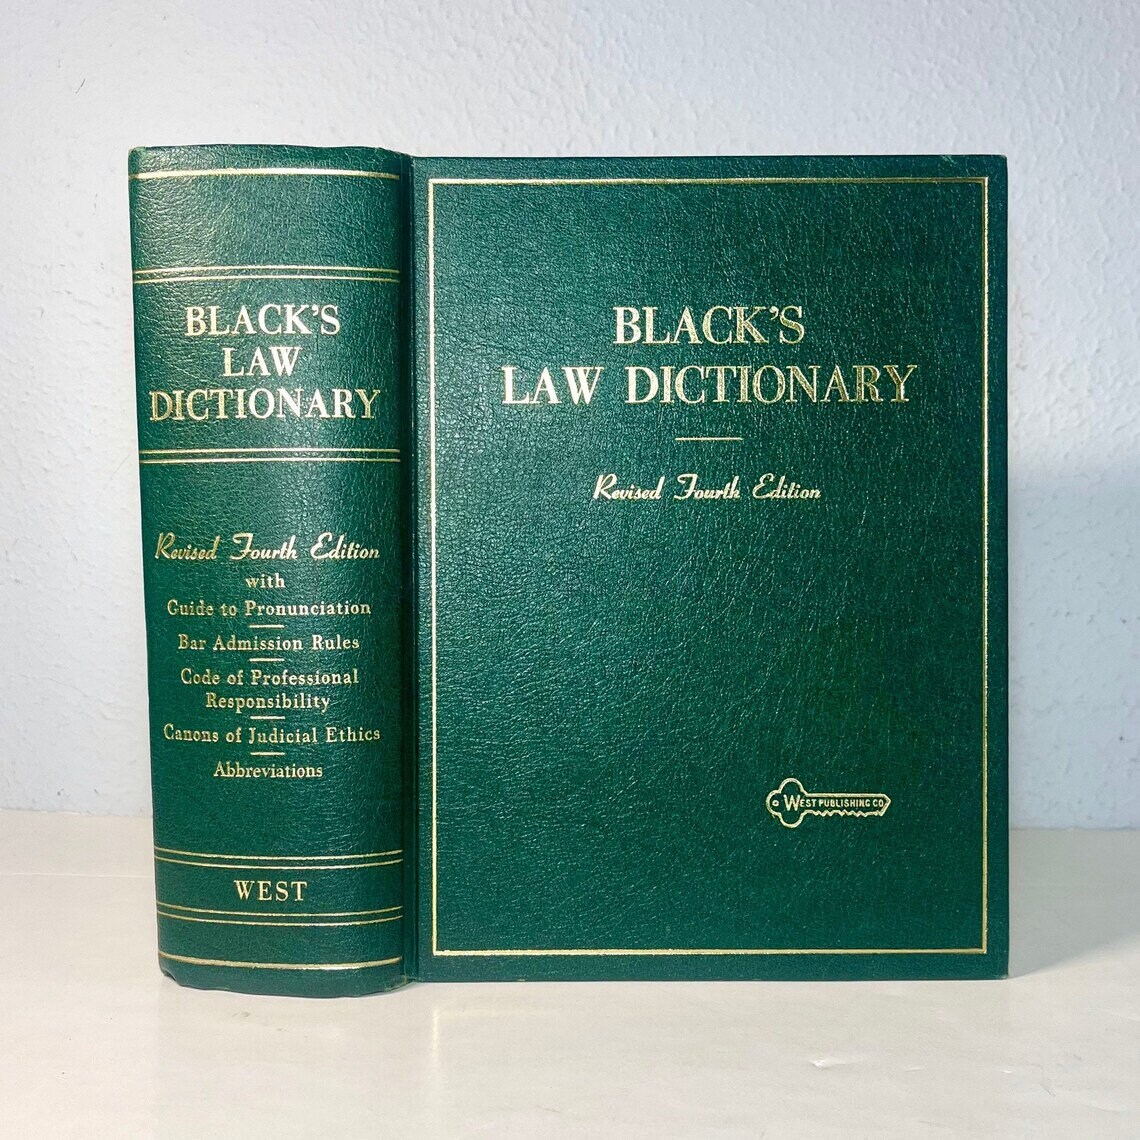 BLACK'S
LAW
DICTIONARY
Revised Fourth Edition
with
Guide to Pronunciation
Bar Admission Rules
Code of Professional
Responsibility
Canons of Judicial Ethics
Abbreviations
WEST
BLACK'S
LAW DICTIONARY
Revised Fourth Edition
WEST PUBLISHING CO